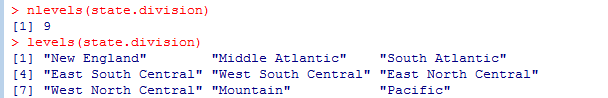 > nlevels(state.division)
[1] 9
> levels(state.division)
[1] "New England"        "Middle Atlantic"    "South Atlantic"
[4] "East South Central" "West South Central" "East North Central"
[7] "West North Central" "Mountain"           "Pacific"